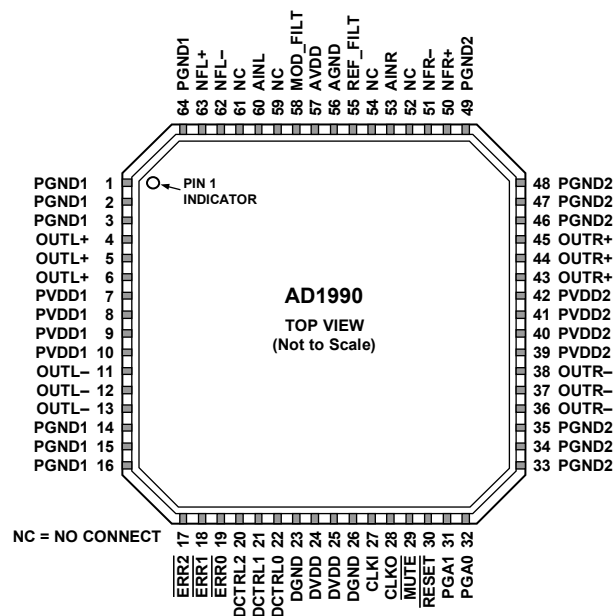 64 PGND1
63 NFL+
62 NFL–
61 NC
60 AINL
59 NC
58 MOD_FILT
57 AVDD
56 AGND
55 REF_FILT
54 NC
53 AINR
52 NC
51 NFR–
50 NFR+
49 PGND2
PGND1 1
PGND1 2
PGND1 3
OUTL+ 4
OUTL+ 5
OUTL+ 6
PVDD1 7
PVDD1 8
PVDD1 9
PVDD1 10
OUTL– 11
OUTL– 12
OUTL– 13
PGND1 14
PGND1 15
PGND1 16
PIN 1
INDICATOR
AD1990
TOP VIEW
(Not to Scale)
48 PGND2
47 PGND2
46 PGND2
45 OUTR+
44 OUTR+
43 OUTR+
42 PVDD2
41 PVDD2
40 PVDD2
39 PVDD2
38 OUTR–
37 OUTR–
36 OUTR–
35 PGND2
34 PGND2
33 PGND2
NC = NO CONNECT
ERR2 17
ERR1 18
ERR0 19
DCTRL2 20
DCTRL1 21
DCTRL0 22
DGND 23
DVDD 24
DVDD 25
DGND 26
CLKI 27
CLKO 28
MUTE 29
RESET 30
PGA1 31
PGA0 32